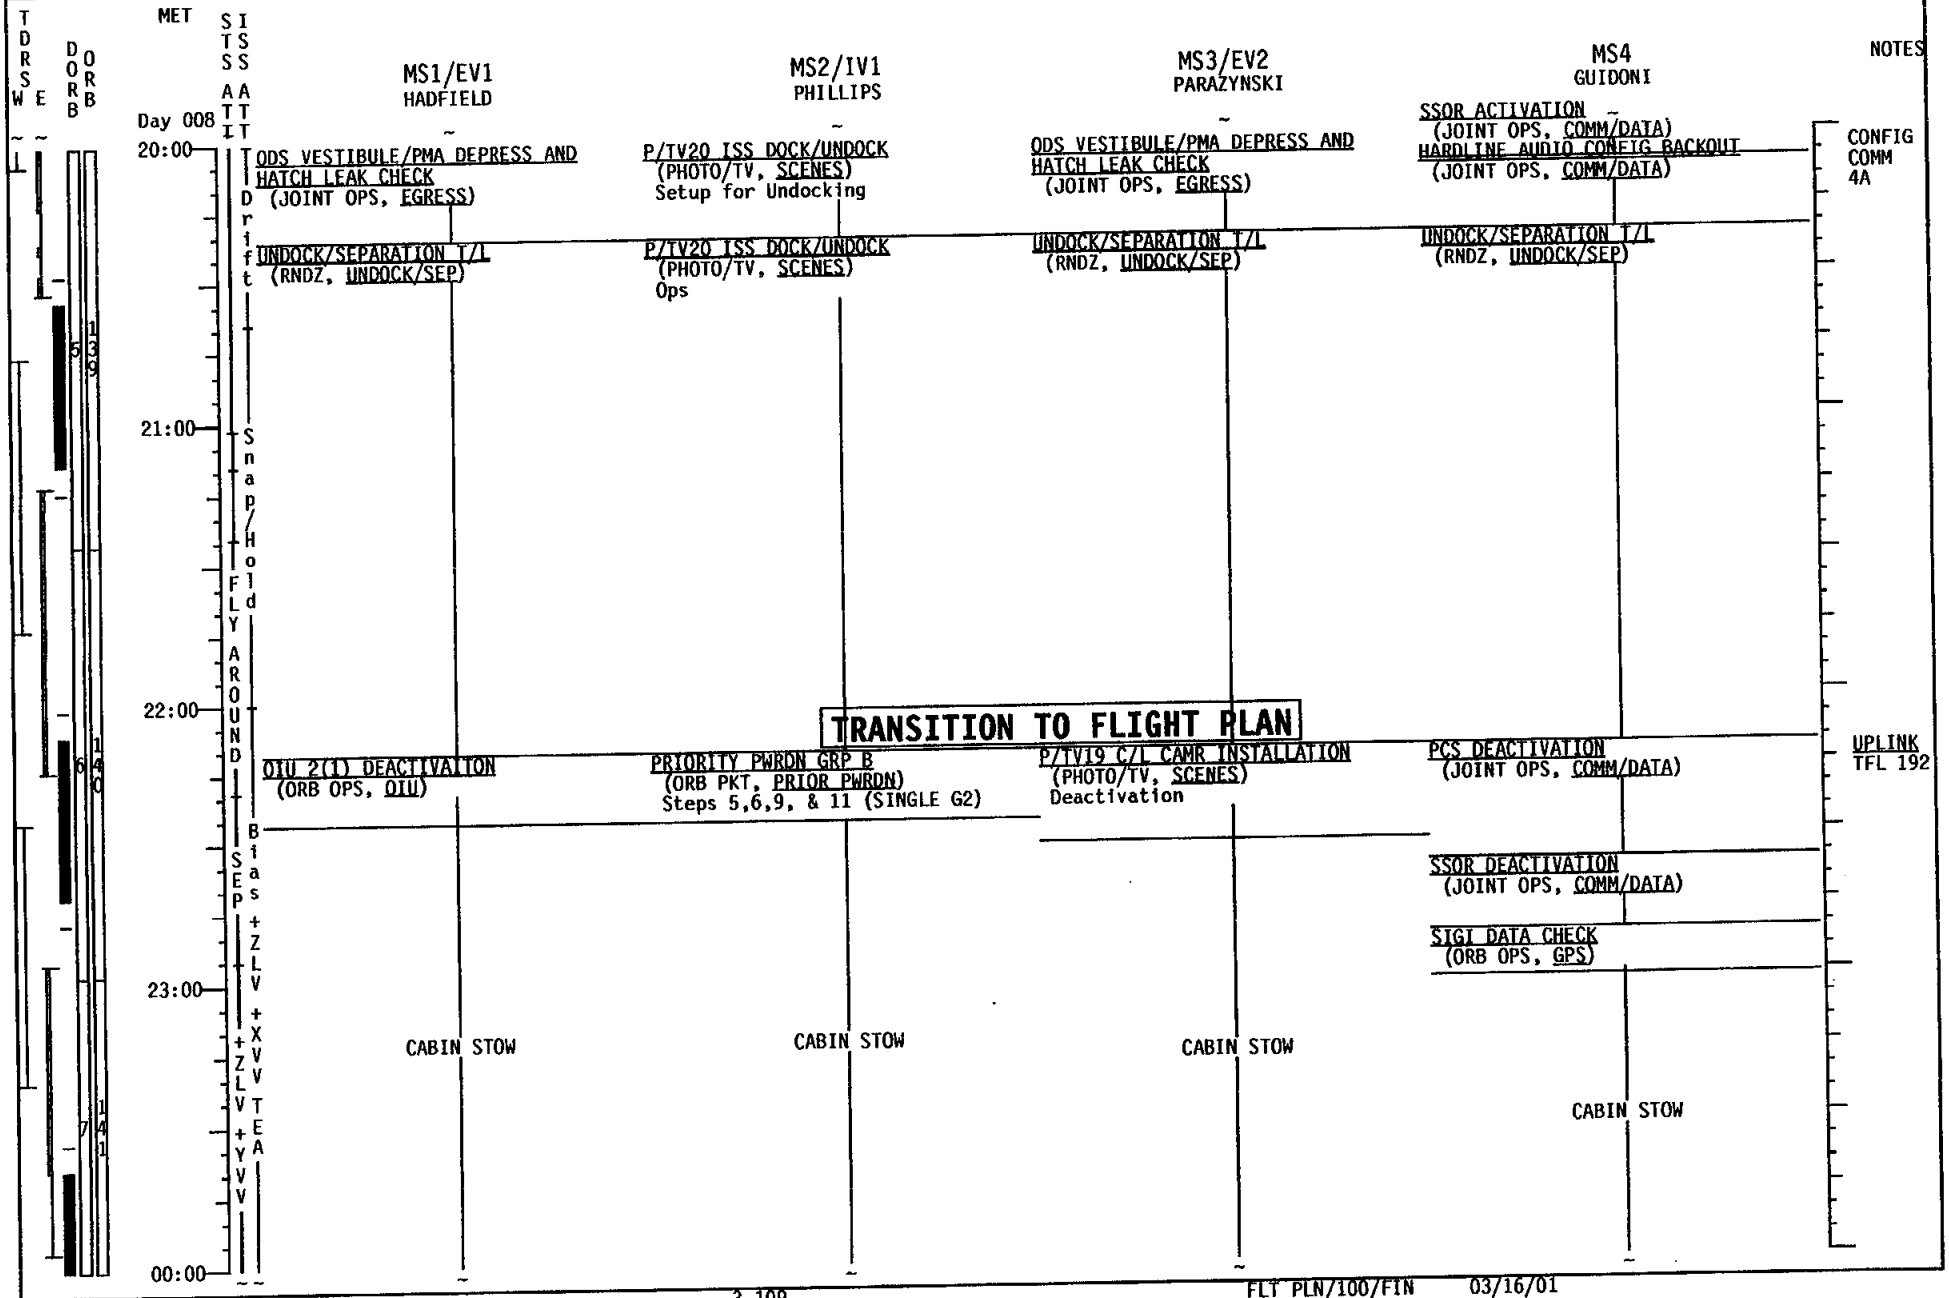 TDRS
W E
DORB
ORB
MET
STS ATT
ISS ATT
MS1/EV1
HADFIELD
MS2/IV1
PHILLIPS
MS3/EV2
PARAZYNSKI
MS4
GUIDONI
NOTES
Day 008
20:00
21:00
22:00
23:00
00:00
5
139
6
140
7
141
FLY AROUND
SEP
+ZLV +YVV
Drift
Snap/Hold
Bias +ZLV +XVV TEA
ODS VESTIBULE/PMA DEPRESS AND
HATCH LEAK CHECK
(JOINT OPS, EGRESS)
UNDOCK/SEPARATION T/L
(RNDZ, UNDOCK/SEP)
OIU 2(1) DEACTIVAITON
(ORB OPS, OIU)
CABIN STOW
P/TV20 ISS DOCK/UNDOCK
(PHOTO/TV, SCENES)
Setup for Undocking
P/TV20 ISS DOCK/UNDOCK
(PHOTO/TV, SCENES)
Ops
TRANSITION TO FLIGHT PLAN
PRIORITY PWRDN GRP B
(ORB PKT, PRIOR PWRDN)
Steps 5,6,9, & 11 (SINGLE G2)
CABIN STOW
ODS VESTIBULE/PMA DEPRESS AND
HATCH LEAK CHECK
(JOINT OPS, EGRESS)
UNDOCK/SEPARATION T/L
(RNDZ, UNDOCK/SEP)
P/TV19 C/L CAMR INSTALLATION
(PHOTO/TV, SCENES)
Deactivation
CABIN STOW
SSOR ACTIVATION
(JOINT OPS, COMM/DATA)
HARDLINE AUDIO CONFIG BACKOUT
(JOINT OPS, COMM/DATA)
UNDOCK/SEPARATION T/L
(RNDZ, UNDOCK/SEP)
PCS DEACTIVATION
(JOINT OPS, COMM/DATA)
SSOR DEACTIVATION
(JOINT OPS, COMM/DATA)
SIGI DATA CHECK
(ORB OPS, GPS)
CABIN STOW
CONFIG
COMM
4A
UPLINK
TFL 192
FLT PLN/100/FIN 03/16/01